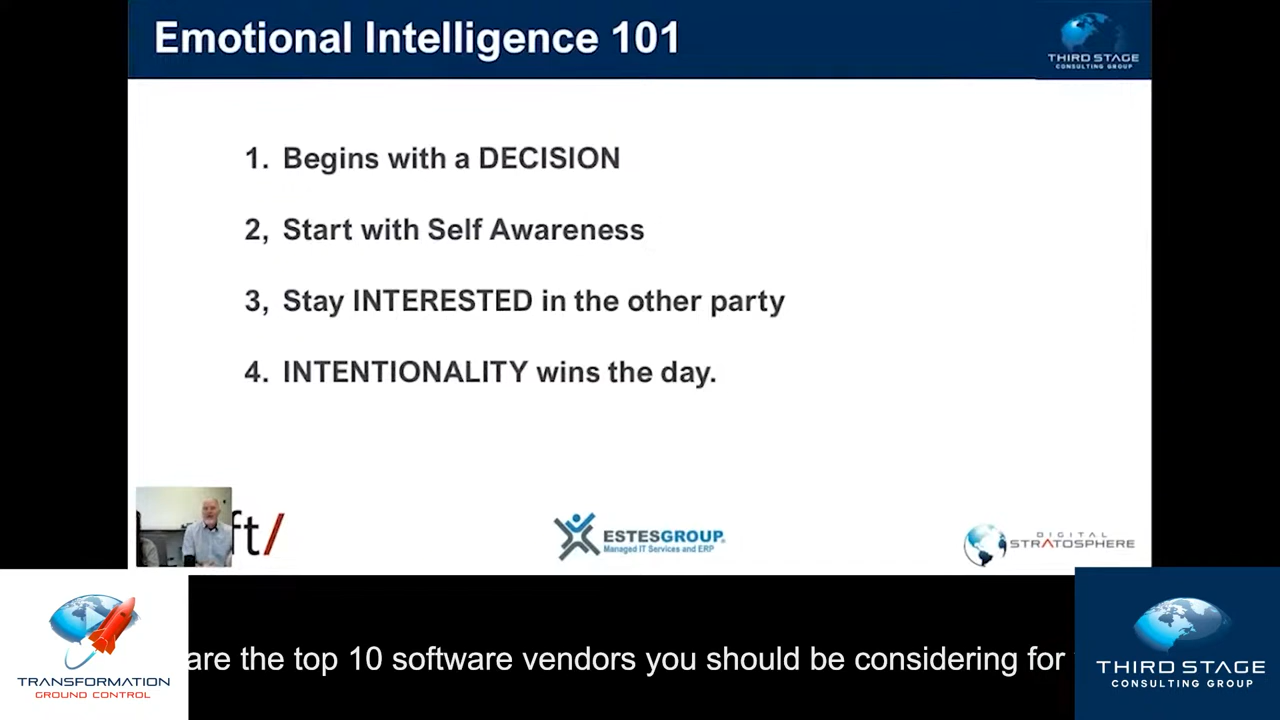 Emotional Intelligence 101
THIRD STAGE
CONSULTING GROUP
1. Begins with a DECISION
2, Start with Self Awareness
3, Stay INTERESTED in the other party
4. INTENTIONALITY wins the day.
ft/
ESTESGROUP
Managed IT Services and ERP
DIGITAL
STRATOSPHERE
are the top 10 software vendors you should be considering for
TRANSFORMATION
GROUND CONTROL
THIRD STAGE
CONSULTING GROUP